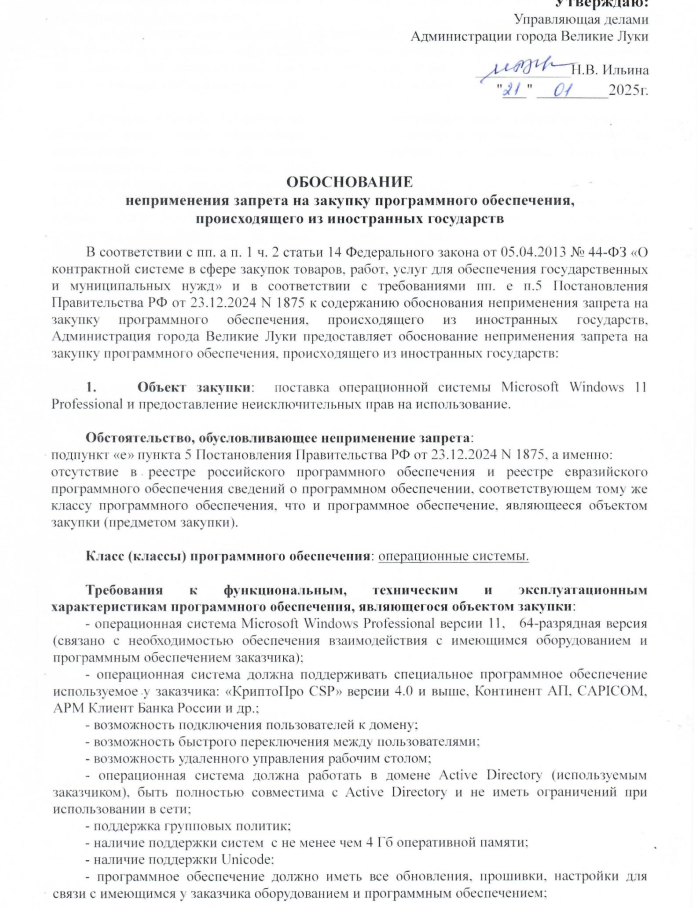 Утверждаю:
Управляющая делами
Администрации города Великие Луки
____________Н.В. Ильина
"21" 01 2025г.
ОБОСНОВАНИЕ
неприменения запрета на закупку программного обеспечения,
происходящего из иностранных государств
В соответствии с пп. а п. 1 ч. 2 статьи 14 Федерального закона от 05.04.2013 № 44-ФЗ «О
контрактной системе в сфере закупок товаров, работ, услуг для обеспечения государственных
и муниципальных нужд» и в соответствии с требованиями пп. е п.5 Постановления
Правительства РФ от 23.12.2024 N 1875 к содержанию обоснования неприменения запрета на
закупку программного обеспечения, происходящего из иностранных государств,
Администрация города Великие Луки предоставляет обоснование неприменения запрета на
закупку программного обеспечения, происходящего из иностранных государств:
1. Объект закупки: поставка операционной системы Microsoft Windows 11
Professional и предоставление неисключительных прав на использование.
Обстоятельство, обусловливающее неприменение запрета:
подпункт «е» пункта 5 Постановления Правительства РФ от 23.12.2024 N 1875, а именно:
отсутствие в реестре российского программного обеспечения и реестре евразийского
программного обеспечения сведений о программном обеспечении, соответствующем тому же
классу программного обеспечения, что и программное обеспечение, являющееся объектом
закупки (предметом закупки).
Класс (классы) программного обеспечения: операционные системы.
Требования к функциональным, техническим и эксплуатационным
характеристикам программного обеспечения, являющегося объектом закупки:
- операционная система Microsoft Windows Professional версии 11, 64-разрядная версия
(связано с необходимостью обеспечения взаимодействия с имеющимся оборудованием и
программным обеспечением заказчика);
- операционная система должна поддерживать специальное программное обеспечение
используемое у заказчика: «КриптоПро CSP» версии 4.0 и выше, Континент АП, CAPICOM,
АРМ Клиент Банка России и др.;
- возможность подключения пользователей к домену;
- возможность быстрого переключения между пользователями;
- возможность удаленного управления рабочим столом;
- операционная система должна работать в домене Active Directory (используемым
заказчиком), быть полностью совместима с Active Directory и не иметь ограничений при
использовании в сети;
- поддержка групповых политик;
- наличие поддержки систем с не менее чем 4 Гб оперативной памяти;
- наличие поддержки Unicode;
- программное обеспечение должно иметь все обновления, прошивки, настройки для
связи с имеющимся у заказчика оборудованием и программным обеспечением;